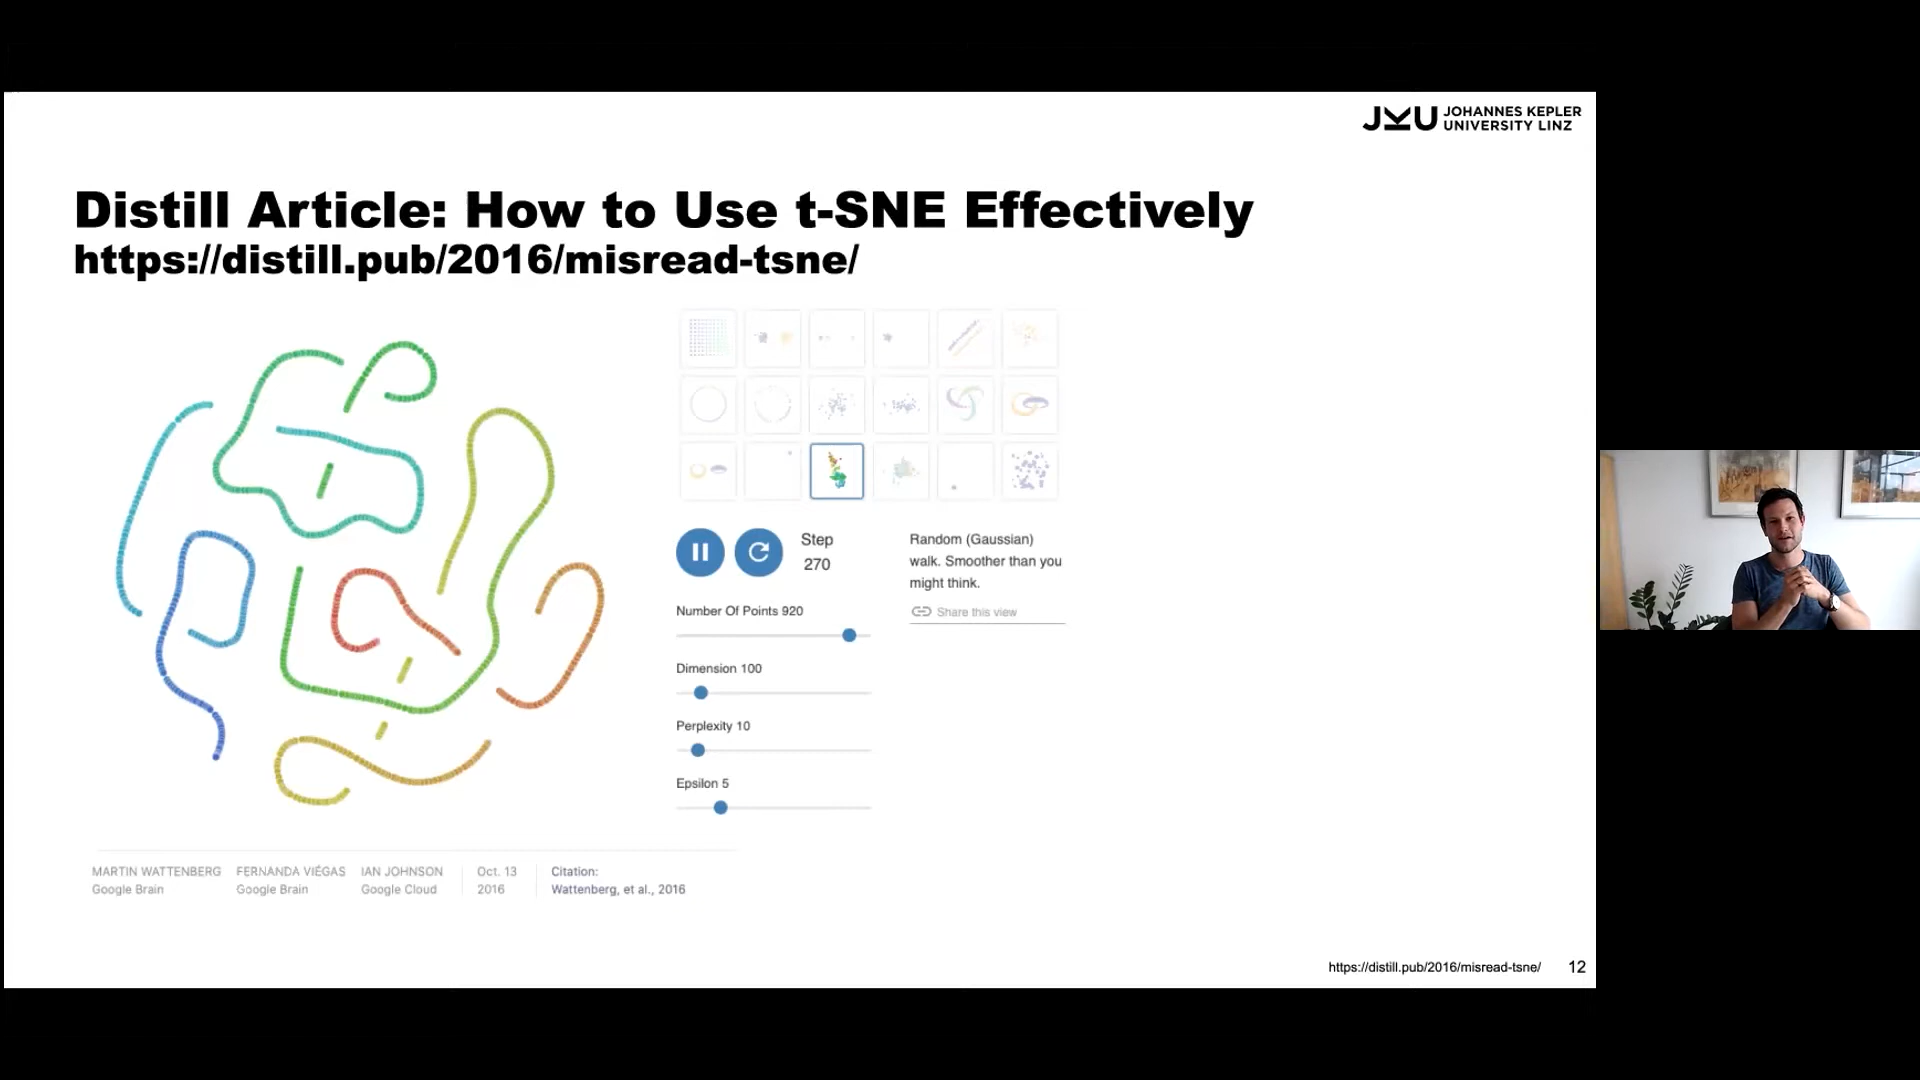 JKU JOHANNES KEPLER
UNIVERSITY LINZ
Distill Article: How to Use t-SNE Effectively
https://distill.pub/2016/misread-tsne/
Step
270
Random (Gaussian)
walk. Smoother than you
might think.
Share this view
Number Of Points 920
Dimension 100
Perplexity 10
Epsilon 5
MARTIN WATTENBERG
Google Brain
FERNANDA VIÉGAS
Google Brain
IAN JOHNSON
Google Cloud
Oct. 13
2016
Citation:
Wattenberg, et al., 2016
https://distill.pub/2016/misread-tsne/ 12